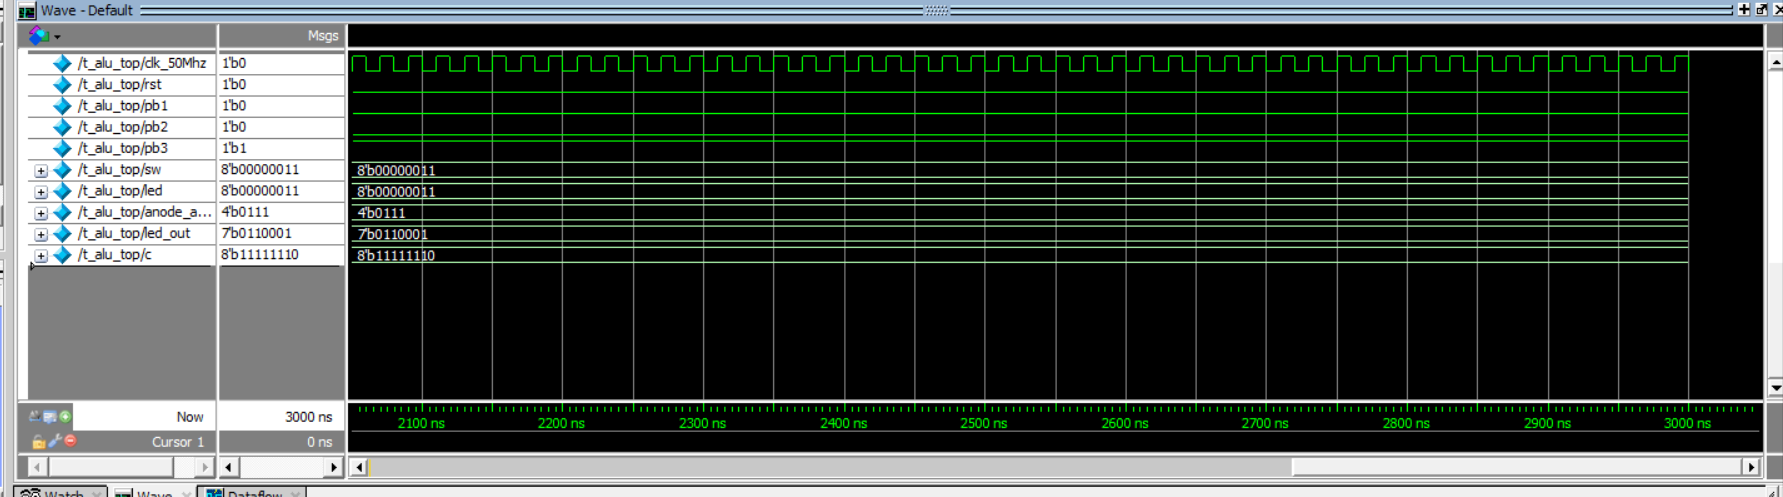 Wave - Default
Msgs
/t_alu_top/clk_50Mhz 1'b0
/t_alu_top/rst 1'b0
/t_alu_top/pb1 1'b0
/t_alu_top/pb2 1'b0
/t_alu_top/pb3 1'b1
/t_alu_top/sw 8'b00000011 8'b00000011
/t_alu_top/led 8'b00000011 8'b00000011
/t_alu_top/anode_a... 4'b0111 4'b0111
/t_alu_top/led_out 7'b0110001 7'b0110001
/t_alu_top/c 8'b11111110 8'b11111110
Now 3000 ns
2100 ns 2200 ns 2300 ns 2400 ns 2500 ns 2600 ns 2700 ns 2800 ns 2900 ns 3000 ns
Cursor 1 0 ns
Watch Wave Dataflow